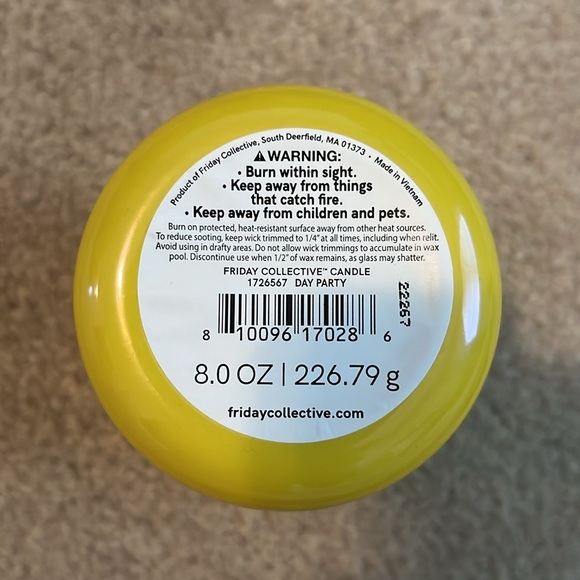 Product of Friday Collective, South Deerfield, MA 01373 • Made in Vietnam
⚠WARNING:
• Burn within sight.
• Keep away from things
that catch fire.
• Keep away from children and pets.
Burn on protected, heat-resistant surface away from other heat sources.
To reduce sooting, keep wick trimmed to 1/4" at all times, including when relit.
Avoid using in drafty areas. Do not allow wick trimmings to accumulate in wax
pool. Discontinue use when 1/2" of wax remains, as glass may shatter.
FRIDAY COLLECTIVE™ CANDLE
1726567 DAY PARTY
22267
8 10096 17028 6
8.0 OZ | 226.79 g
fridaycollective.com